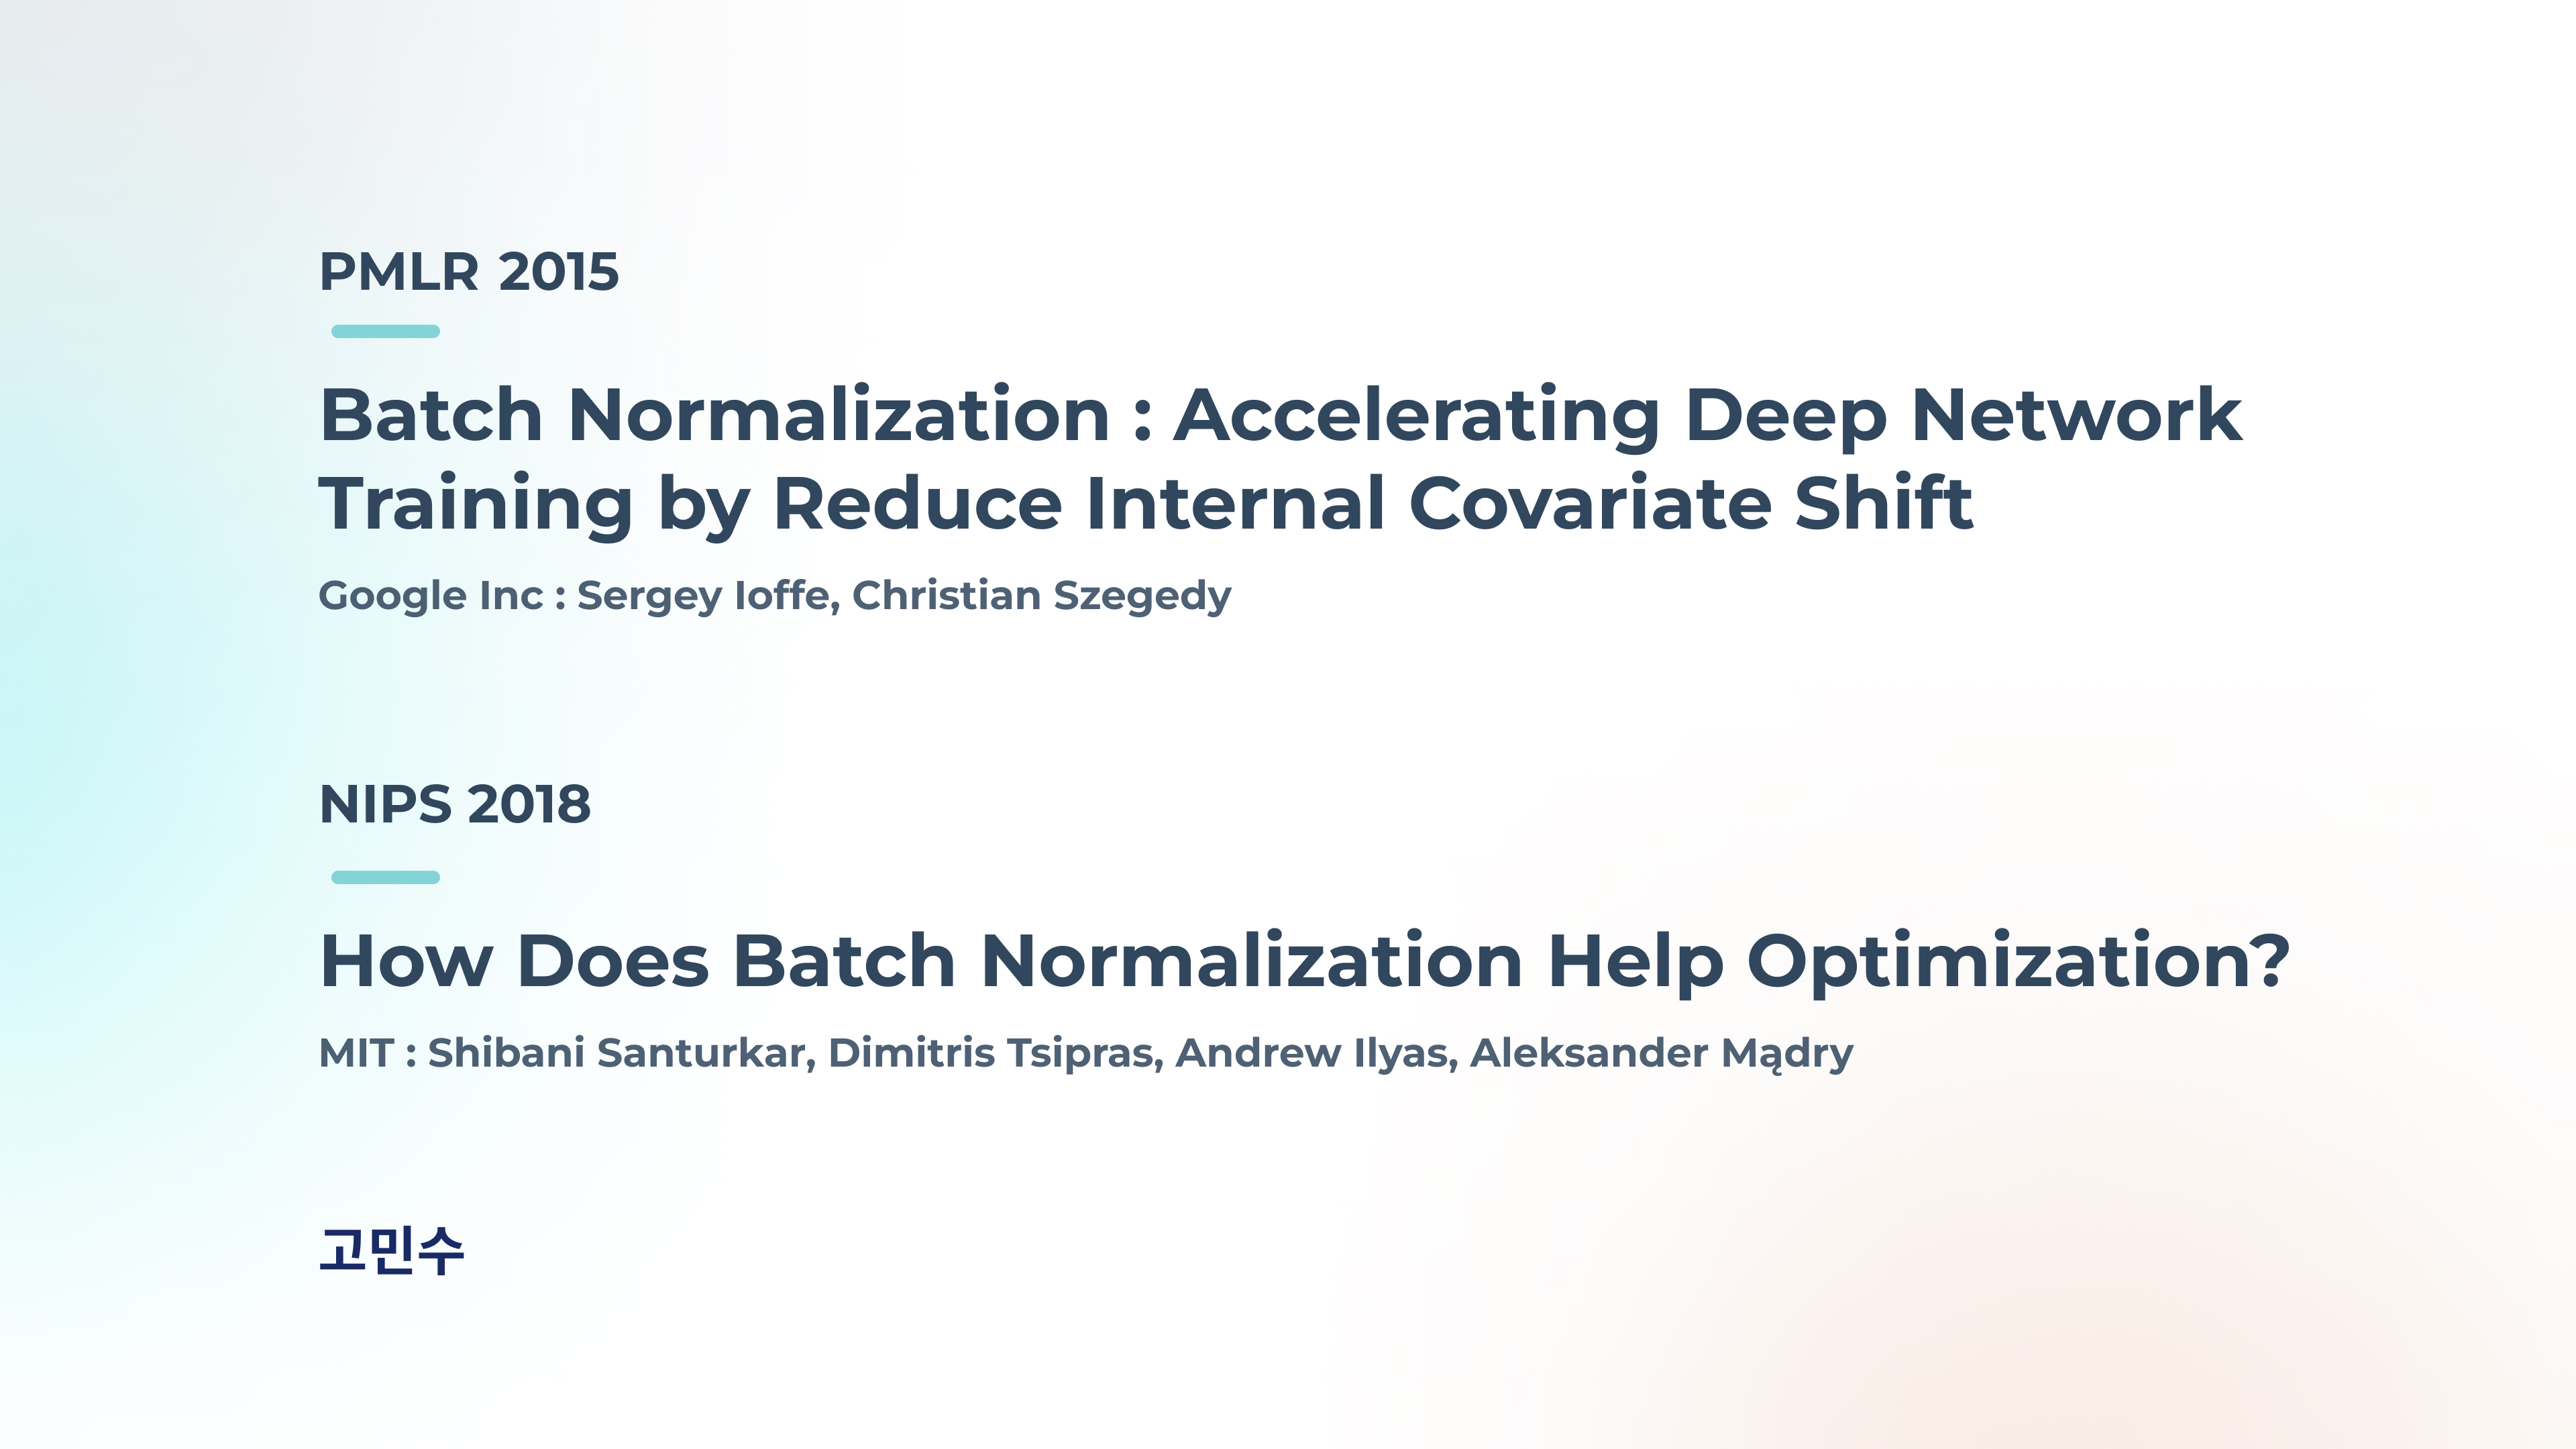 PMLR 2015
Batch Normalization : Accelerating Deep Network
Training by Reduce Internal Covariate Shift
Google Inc : Sergey Ioffe, Christian Szegedy
NIPS 2018
How Does Batch Normalization Help Optimization?
MIT : Shibani Santurkar, Dimitris Tsipras, Andrew Ilyas, Aleksander Mądry
고민수